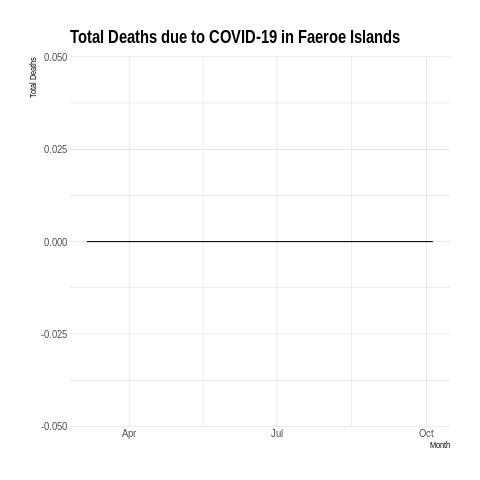 Total Deaths due to COVID-19 in Faeroe Islands
Total Deaths
0.050
0.025
0.000
-0.025
-0.050
Apr Jul Oct
Month